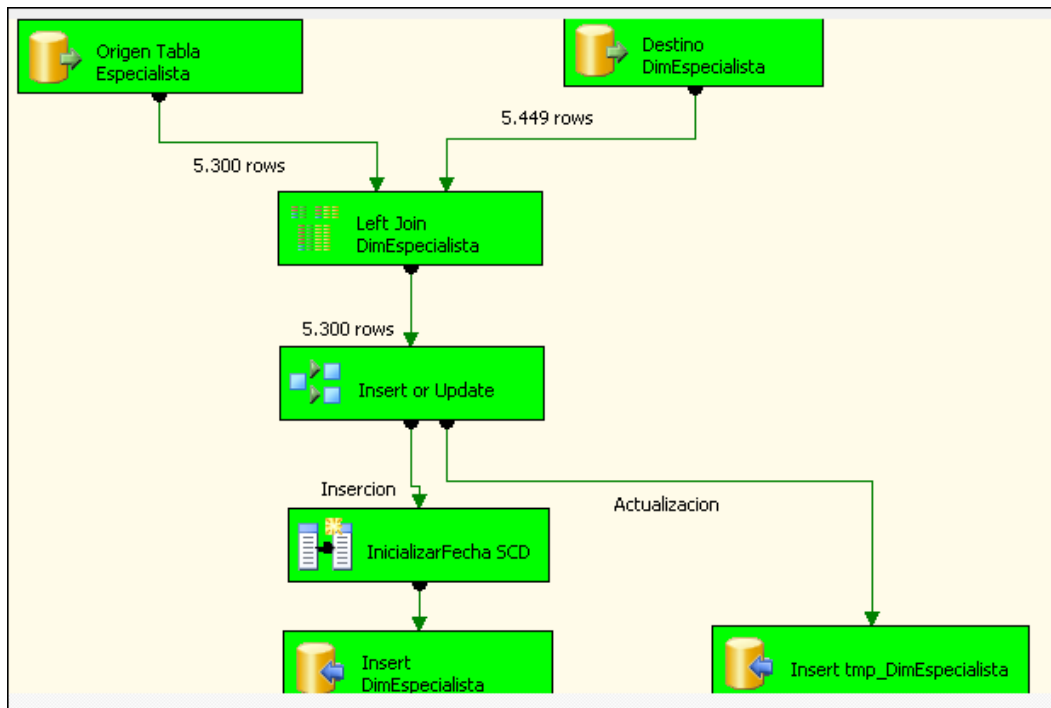 Origen Tabla
Especialista
Destino
DimEspecialista
5.449 rows
5.300 rows
Left Join
DimEspecialista
5.300 rows
Insert or Update
Insercion
Actualizacion
InicializarFecha SCD
Insert
DimEspecialista
Insert tmp_DimEspecialista